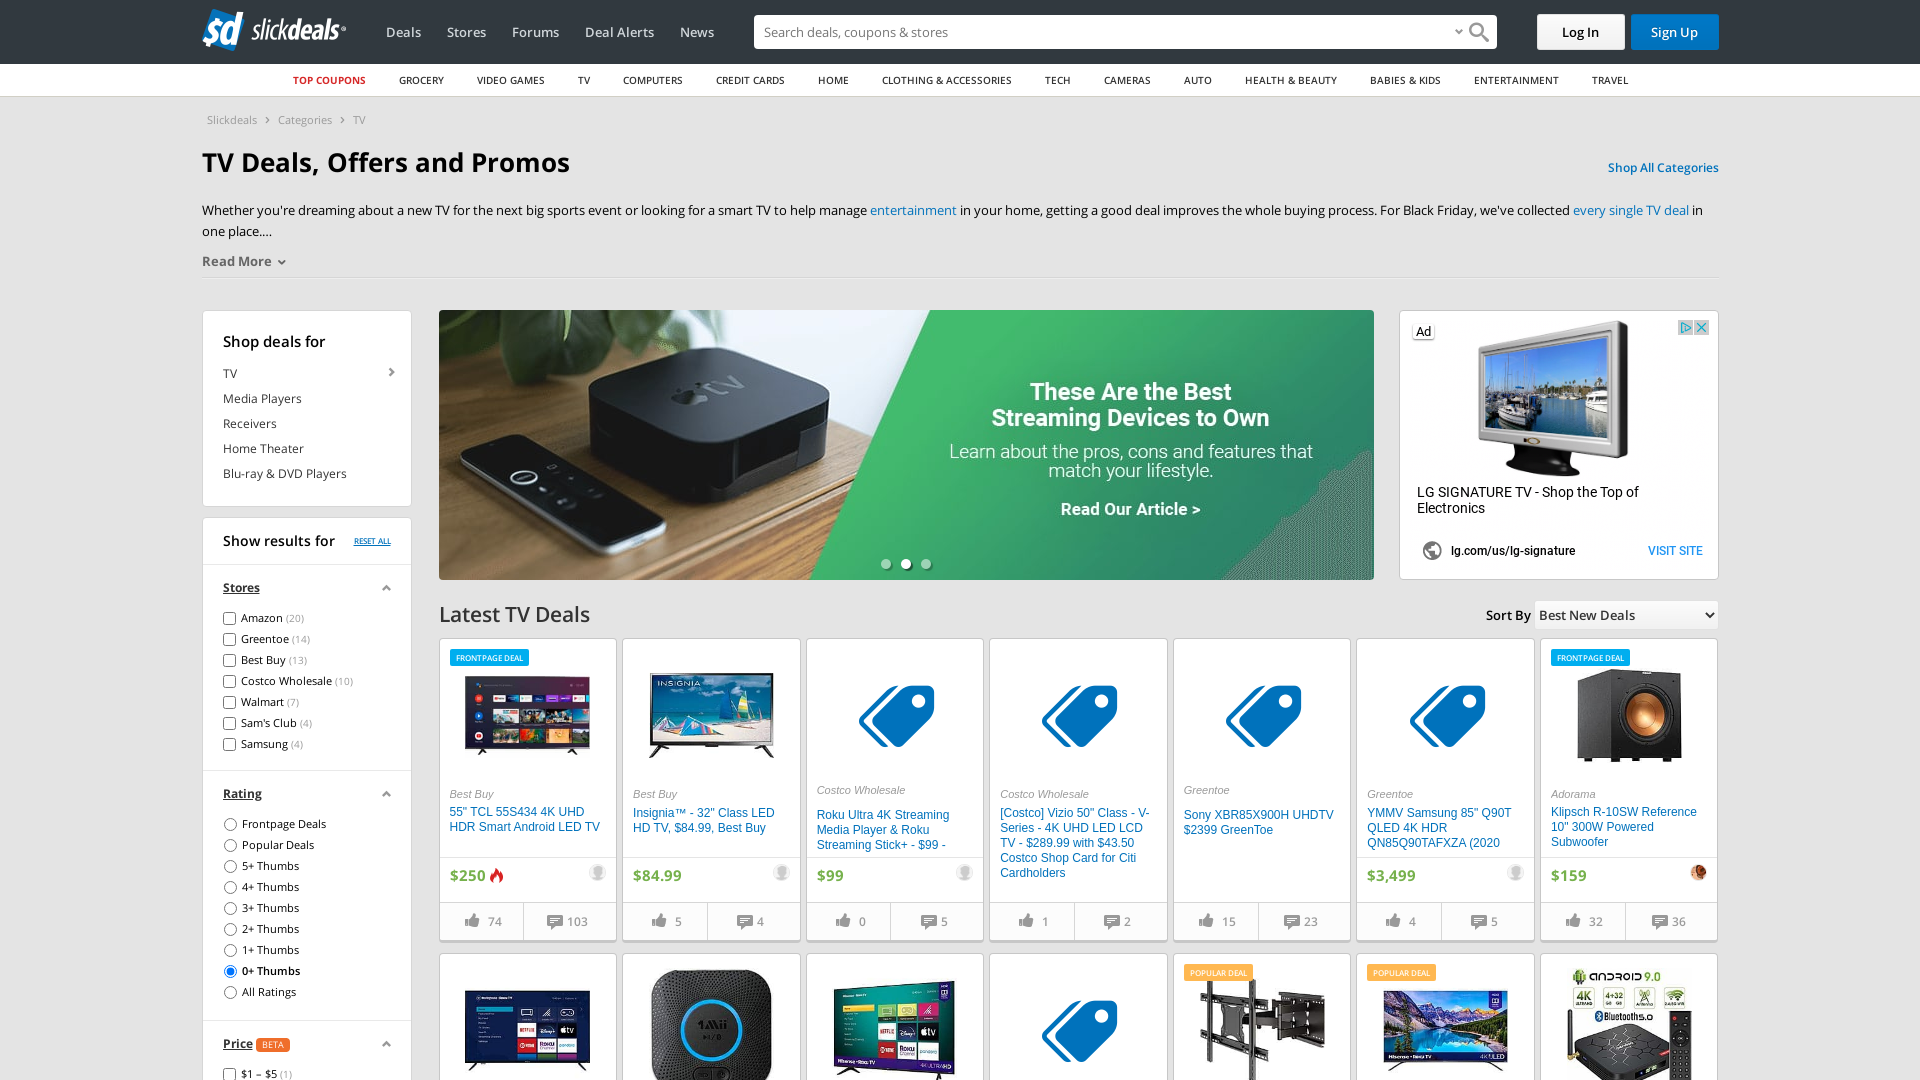 slickdeals
Deals
Stores
Forums
Deal Alerts
News
Search deals, coupons & stores
Log In
Sign Up
TOP COUPONS
GROCERY
VIDEO GAMES
TV
COMPUTERS
CREDIT CARDS
HOME
CLOTHING & ACCESSORIES
TECH
CAMERAS
AUTO
HEALTH & BEAUTY
BABIES & KIDS
ENTERTAINMENT
TRAVEL
Slickdeals > Categories > TV
TV Deals, Offers and Promos
Shop All Categories
Whether you're dreaming about a new TV for the next big sports event or looking for a smart TV to help manage entertainment in your home, getting a good deal improves the whole buying process. For Black Friday, we've collected every single TV deal in
one place....
Read More
Shop deals for
TV
Media Players
Receivers
Home Theater
Blu-ray & DVD Players
Show results for
RESET ALL
Stores
Amazon (20)
Greentoe (14)
Best Buy (13)
Costco Wholesale (10)
Walmart (7)
Sam's Club (4)
Samsung (4)
Rating
Frontpage Deals
Popular Deals
5+ Thumbs
4+ Thumbs
3+ Thumbs
2+ Thumbs
1+ Thumbs
0+ Thumbs
All Ratings
Price BETA
$1 – $5 (1)
tv
These Are the Best
Streaming Devices to Own
Learn about the pros, cons and features that
match your lifestyle.
Read Our Article >
Ad
LG SIGNATURE TV - Shop the Top of
Electronics
lg.com/us/lg-signature
VISIT SITE
Latest TV Deals
Sort By
Best New Deals
FRONTPAGE DEAL
Best Buy
55" TCL 55S434 4K UHD
HDR Smart Android LED TV
$250
74
103
INSIGNIA
Best Buy
Insignia™ - 32" Class LED
HD TV, $84.99, Best Buy
$84.99
5
4
Costco Wholesale
Roku Ultra 4K Streaming
Media Player & Roku
Streaming Stick+ - $99 -
$99
0
5
Costco Wholesale
[Costco] Vizio 50" Class - V-
Series - 4K UHD LED LCD
TV - $289.99 with $43.50
Costco Shop Card for Citi
Cardholders
1
2
Greentoe
Sony XBR85X900H UHDTV
$2399 GreenToe
15
23
Greentoe
YMMV Samsung 85" Q90T
QLED 4K HDR
QN85Q90TAFXZA (2020
$3,499
4
5
FRONTPAGE DEAL
Adorama
Klipsch R-10SW Reference
10" 300W Powered
Subwoofer
$159
32
36
1Mii
POPULAR DEAL
POPULAR DEAL
ANDROID 9.0
4K
4+32
Bluetooth 5.0